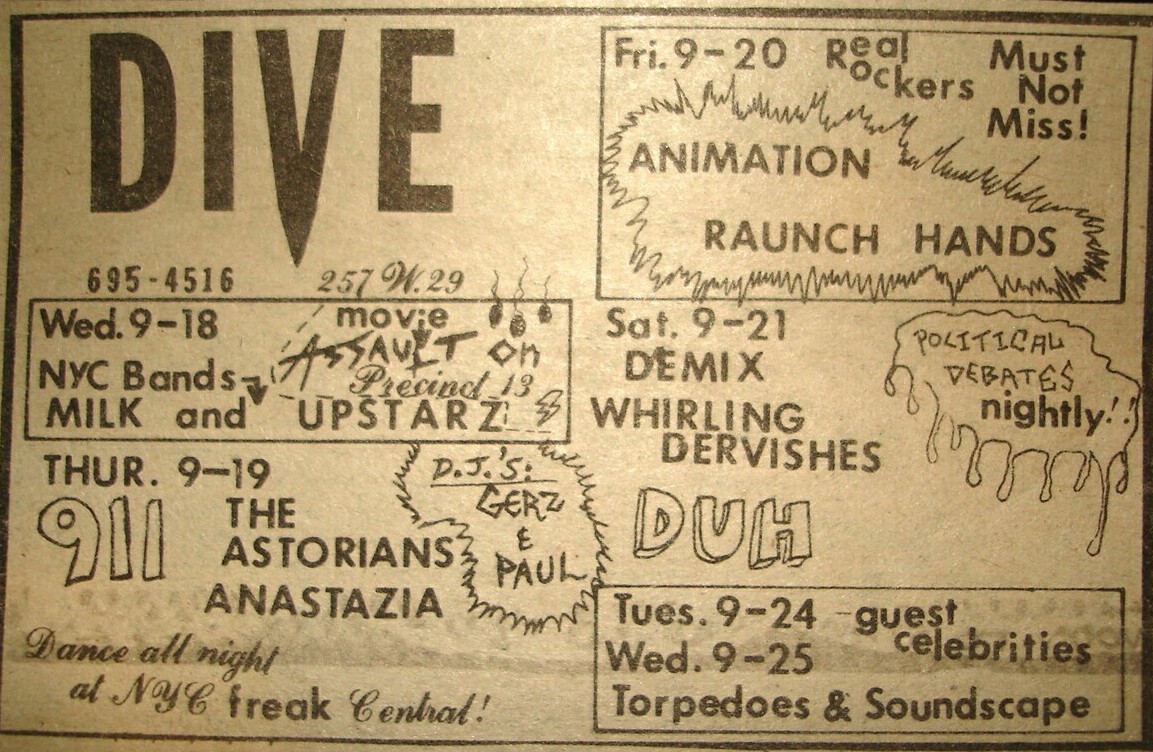 DIVE
695-4516 257 W. 29
Wed. 9-18
movie
ASSAULT On
Precinct 13
NYC Bands
MILK and UPSTARZ
THUR. 9-19
911
THE
ASTORIANS
ANASTAZIA
D.J.'S:
GERZ
&
PAUL
Dance all night
at NYC freak Central!
Fri. 9-20 Real
Rockers
Must
Not
Miss!
ANIMATION
RAUNCH HANDS
Sat. 9-21
DEMIX
WHIRLING
DERVISHES
DUH
POLITICAL
DEBATES
nightly!!
Tues. 9-24 -guest
celebrities
Wed. 9-25
Torpedoes & Soundscape